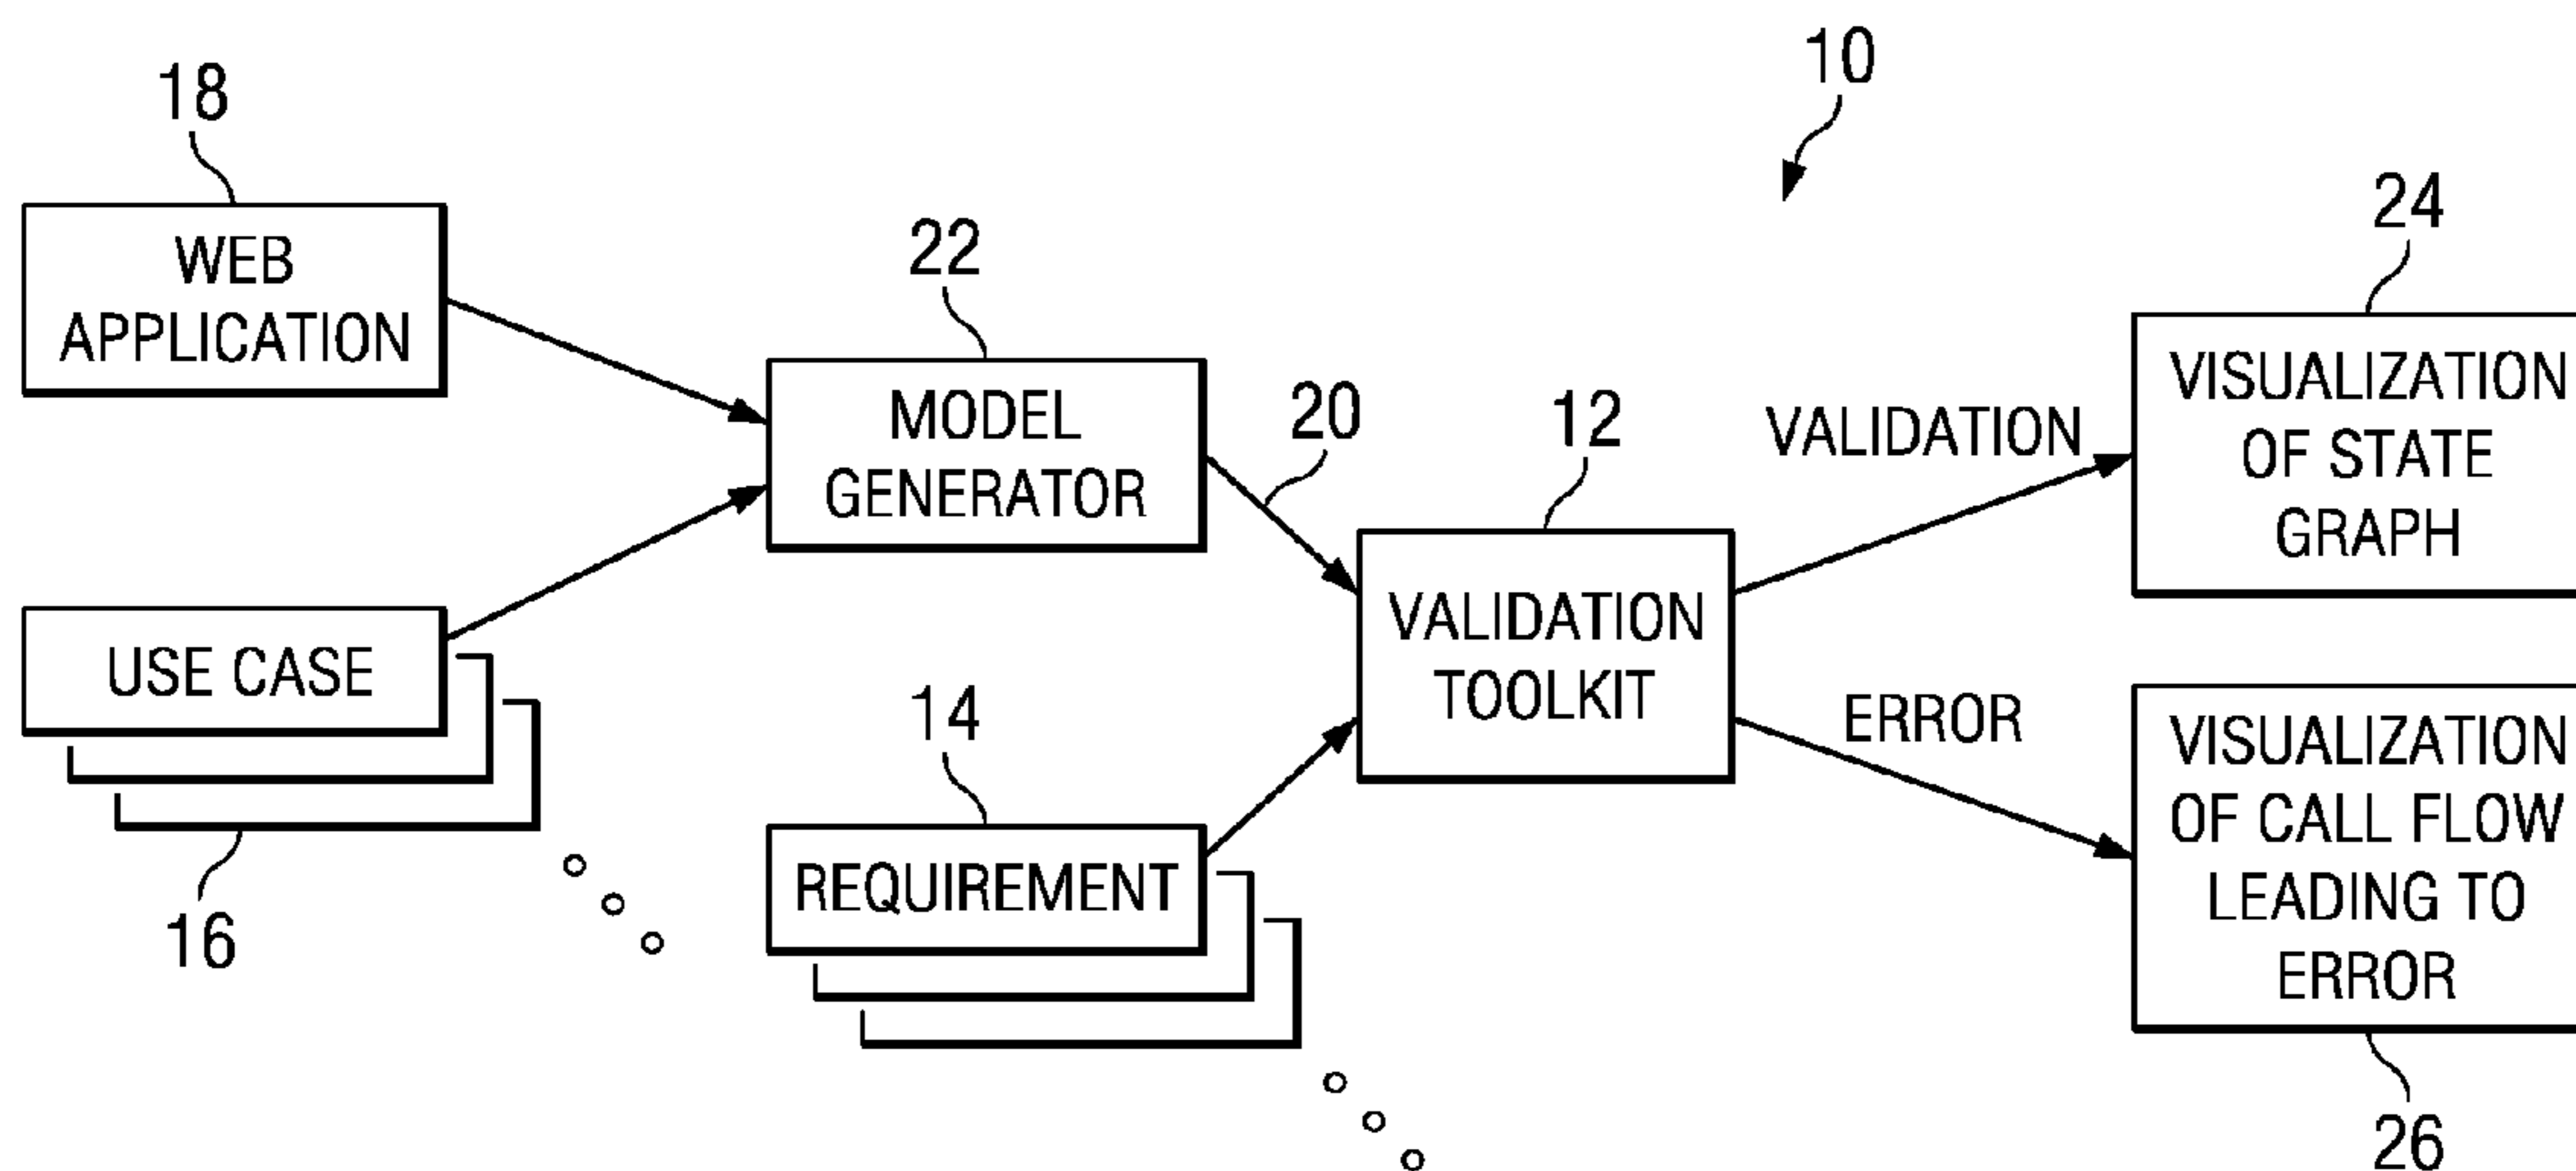 10
18
WEB
APPLICATION
22
MODEL
GENERATOR
20
12
VALIDATION
TOOLKIT
VALIDATION
24
VISUALIZATION
OF STATE
GRAPH
USE CASE
16
14
REQUIREMENT
ERROR
VISUALIZATION
OF CALL FLOW
LEADING TO
ERROR
26